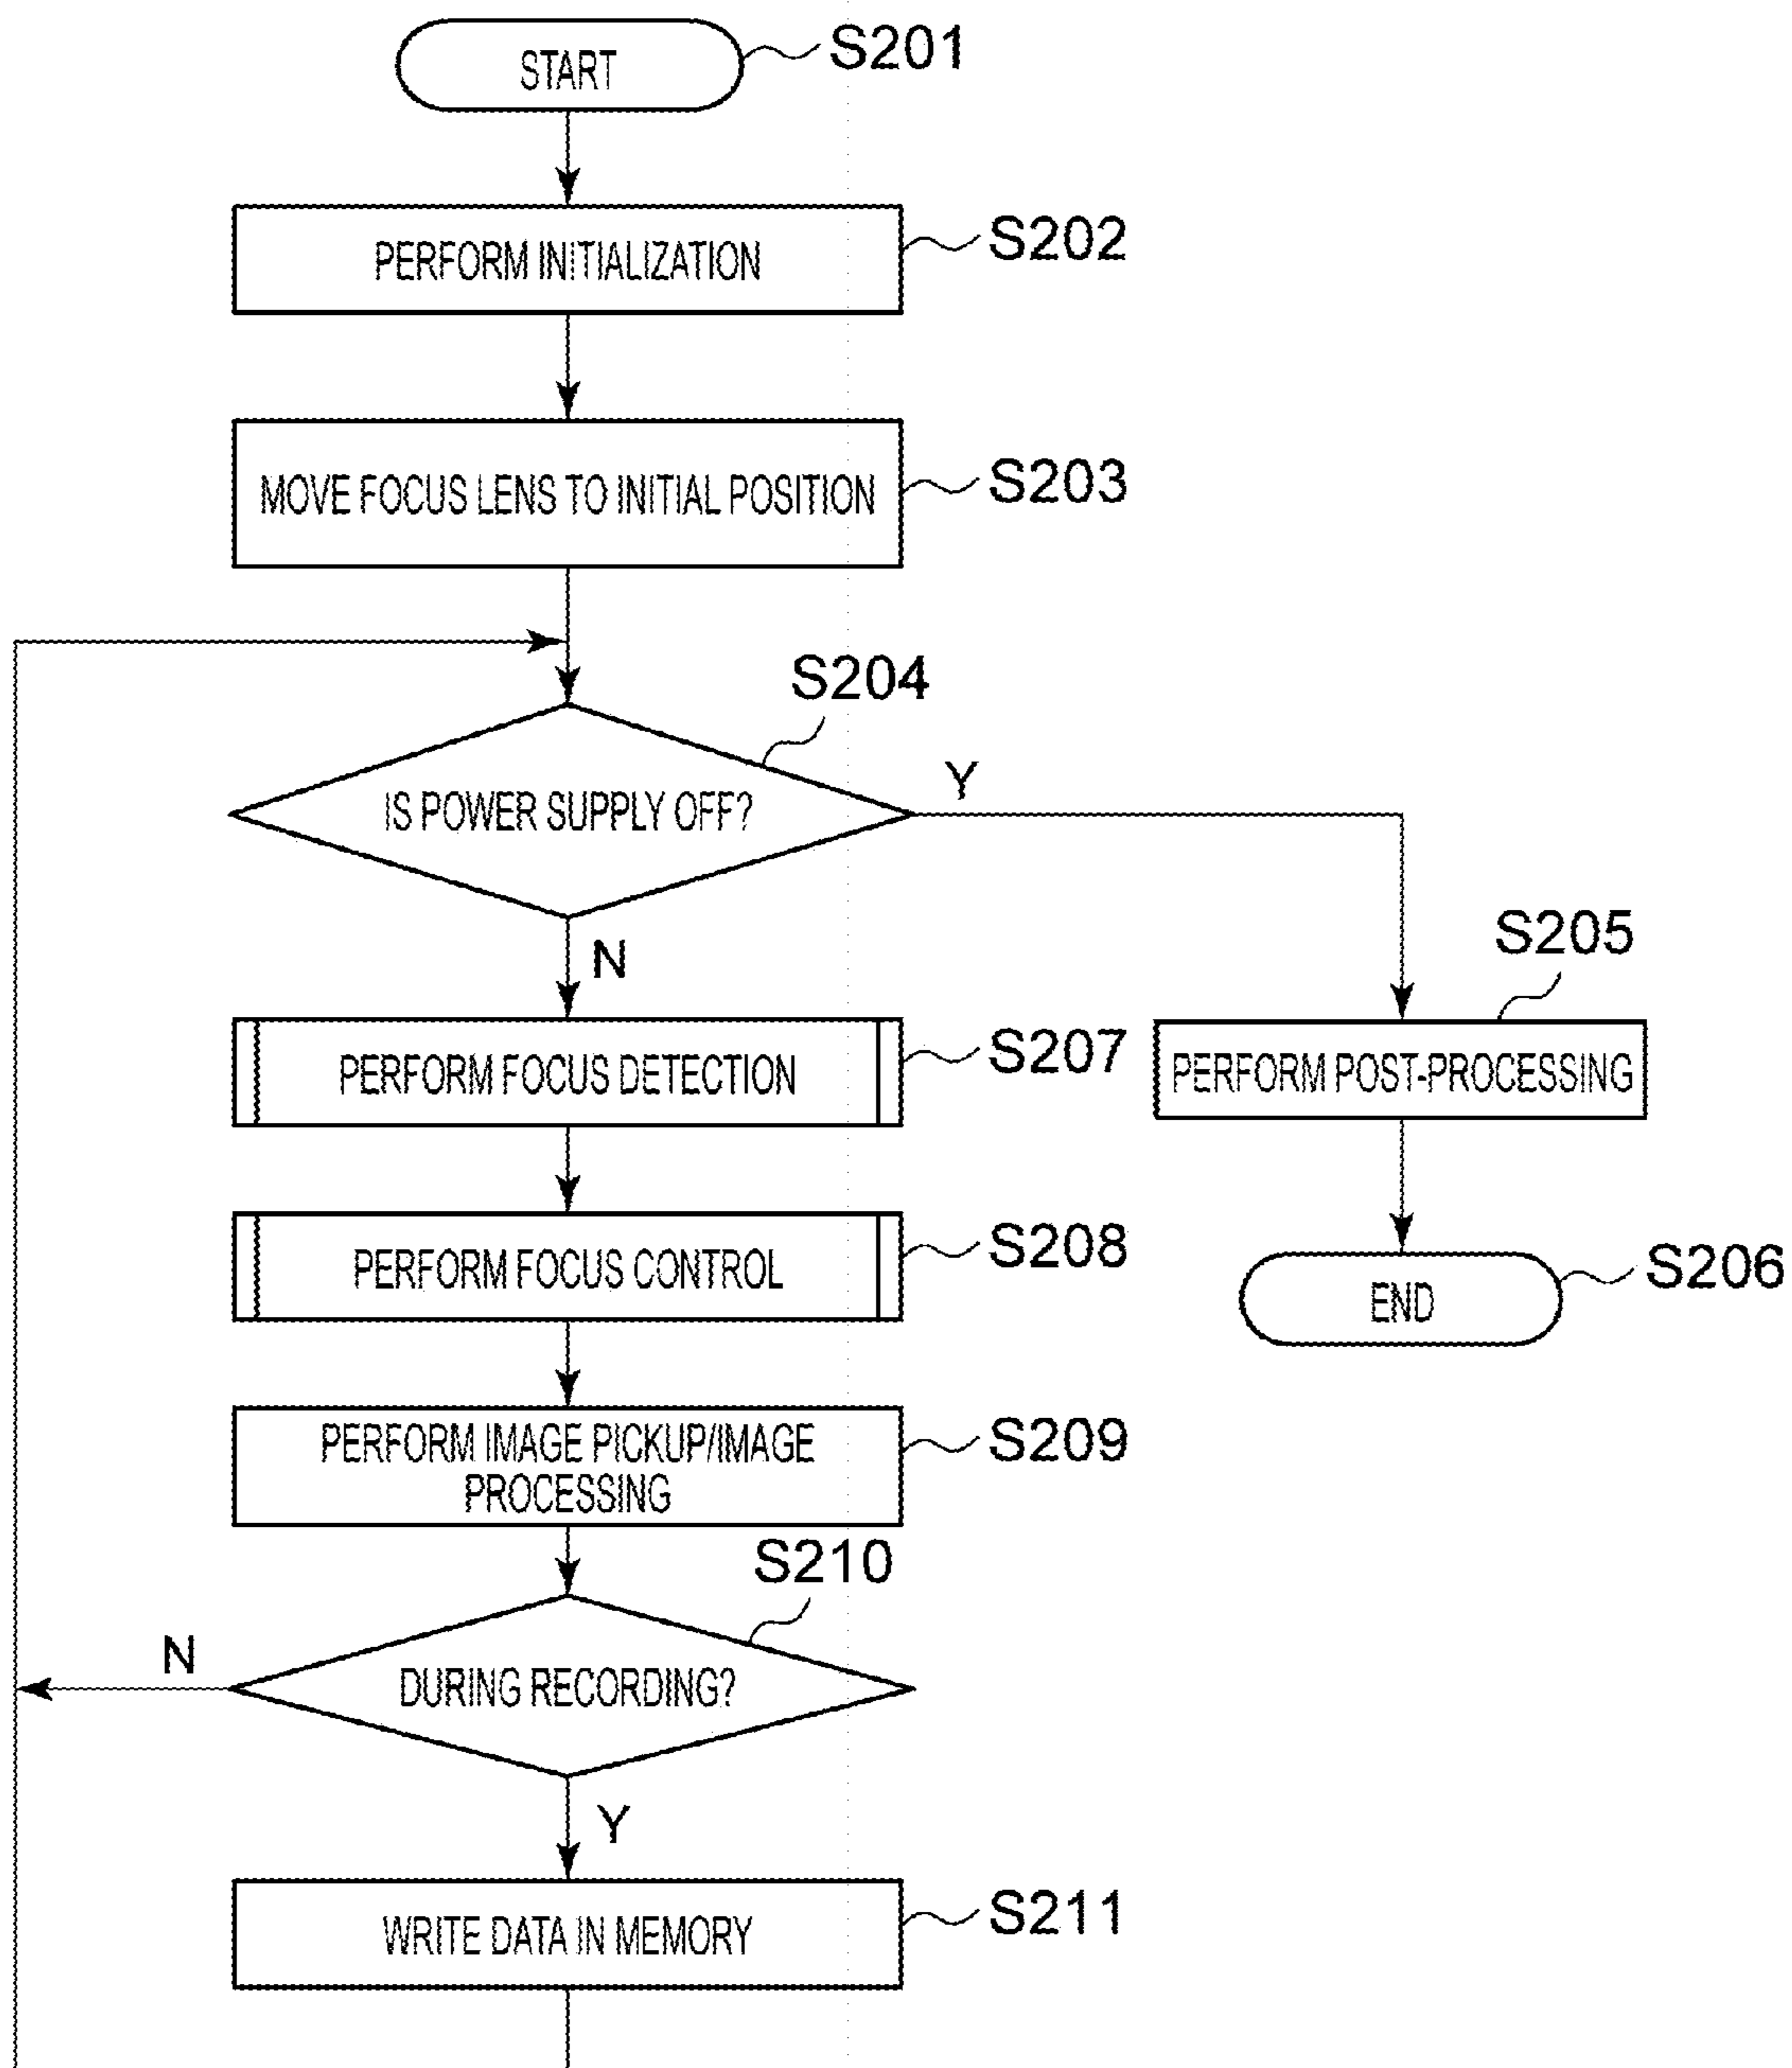 START
S201
PERFORM INITIALIZATION
S202
MOVE FOCUS LENS TO INITIAL POSITION
S203
S204
IS POWER SUPPLY OFF?
Y
N
S205
PERFORM POST-PROCESSING
PERFORM FOCUS DETECTION
S207
PERFORM FOCUS CONTROL
S208
END
S206
PERFORM IMAGE PICKUP/IMAGE
PROCESSING
S209
S210
N
DURING RECORDING?
Y
WRITE DATA IN MEMORY
S211